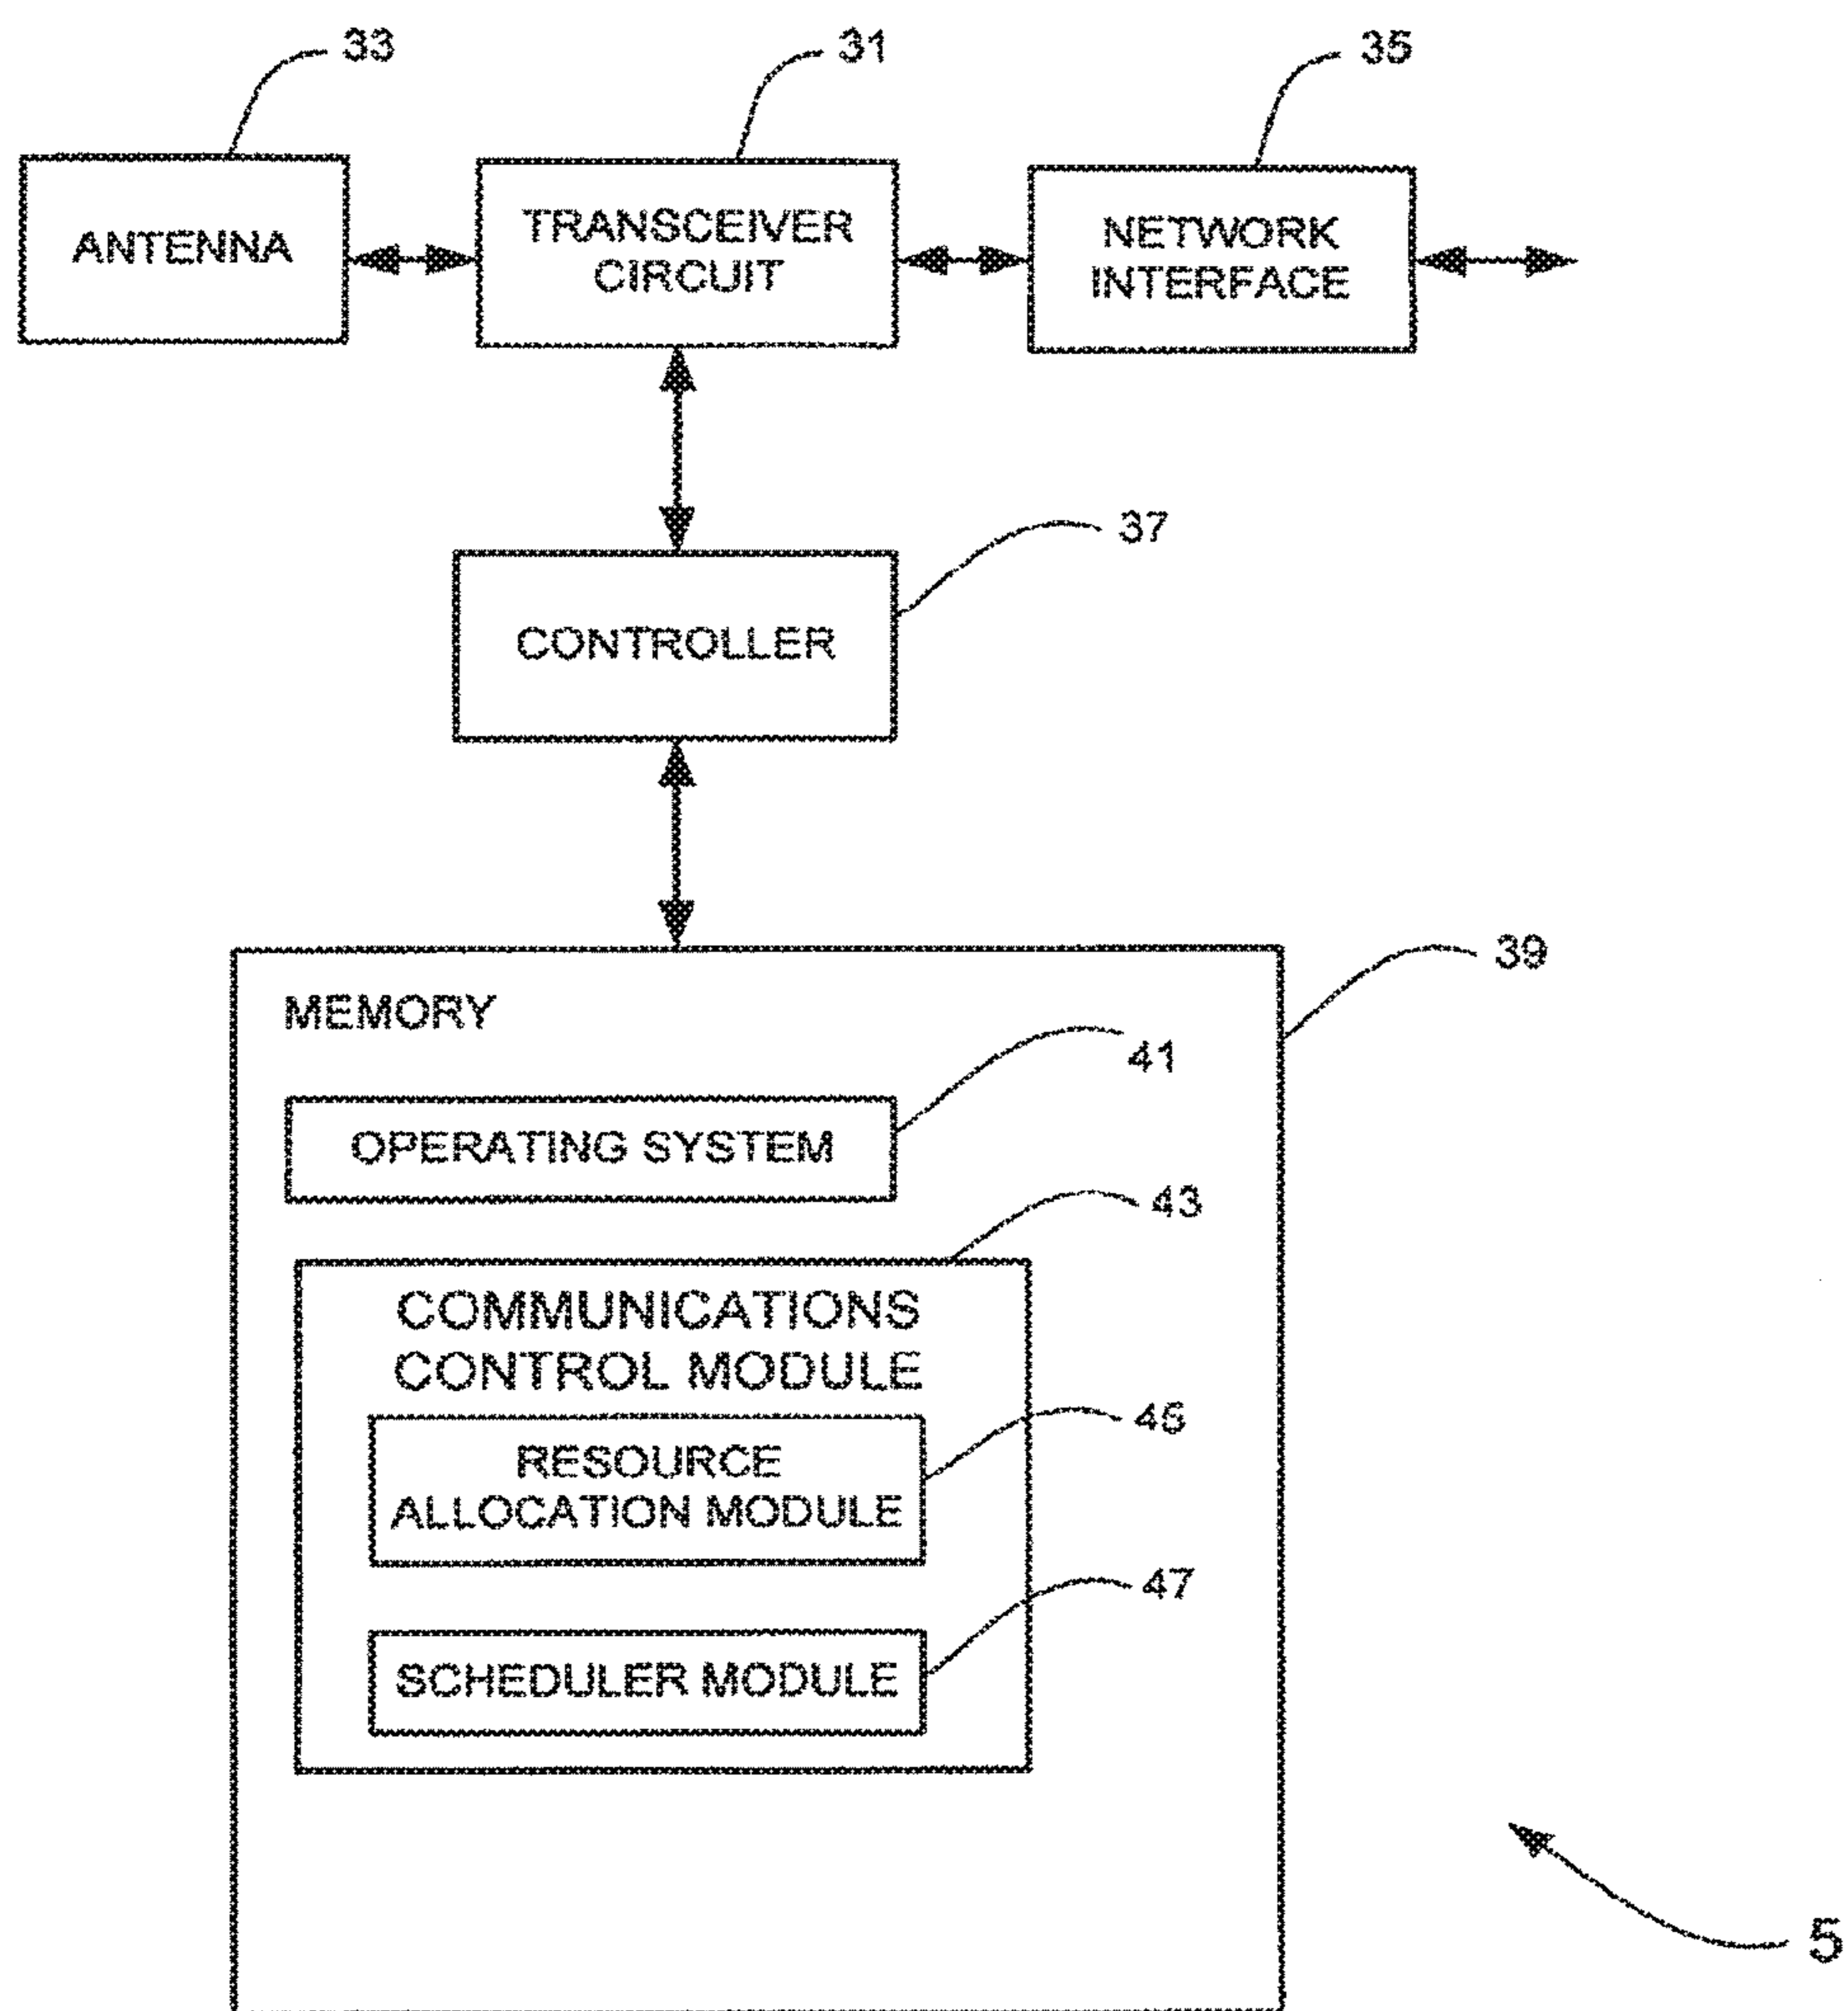 33
31
35
ANTENNA
TRANSCEIVER
CIRCUIT
NETWORK
INTERFACE
37
CONTROLLER
39
MEMORY
41
OPERATING SYSTEM
43
COMMUNICATIONS
CONTROL MODULE
45
RESOURCE
ALLOCATION MODULE
47
SCHEDULER MODULE
5